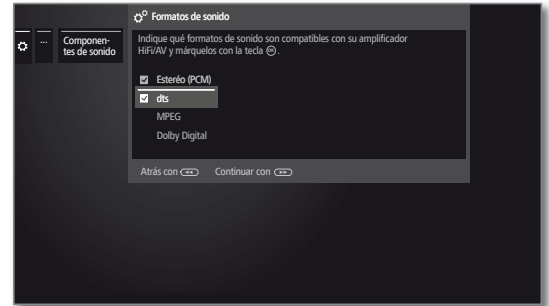 Formatos de sonido
...
Componen-
tes de sonido
Indique qué formatos de sonido son compatibles con su amplificador
HiFi/AV y márquelos con la tecla OK.
Estéreo (PCM)
dts
MPEG
Dolby Digital
Atrás con Continuar con